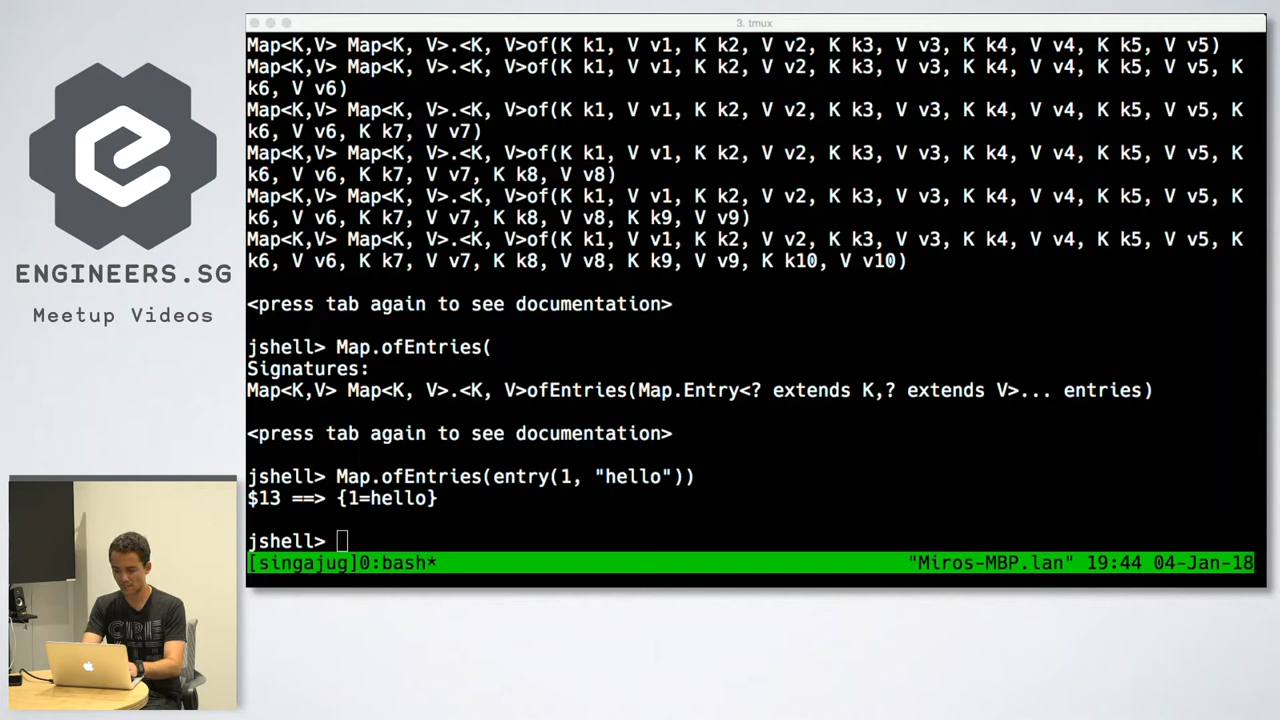 3. tmux
Map<K,V> Map<K, V>.<K, V>of(K k1, V v1, K k2, V v2, K k3, V v3, K k4, V v4, K k5, V v5)
Map<K,V> Map<K, V>.<K, V>of(K k1, V v1, K k2, V v2, K k3, V v3, K k4, V v4, K k5, V v5, K
k6, V v6)
Map<K,V> Map<K, V>.<K, V>of(K k1, V v1, K k2, V v2, K k3, V v3, K k4, V v4, K k5, V v5, K
k6, V v6, K k7, V v7)
Map<K,V> Map<K, V>.<K, V>of(K k1, V v1, K k2, V v2, K k3, V v3, K k4, V v4, K k5, V v5, K
k6, V v6, K k7, V v7, K k8, V v8)
Map<K,V> Map<K, V>.<K, V>of(K k1, V v1, K k2, V v2, K k3, V v3, K k4, V v4, K k5, V v5, K
k6, V v6, K k7, V v7, K k8, V v8, K k9, V v9)
Map<K,V> Map<K, V>.<K, V>of(K k1, V v1, K k2, V v2, K k3, V v3, K k4, V v4, K k5, V v5, K
k6, V v6, K k7, V v7, K k8, V v8, K k9, V v9, K k10, V v10)
<press tab again to see documentation>
jshell> Map.ofEntries(
Signatures:
Map<K,V> Map<K, V>.<K, V>ofEntries(Map.Entry<? extends K,? extends V>... entries)
<press tab again to see documentation>
jshell> Map.ofEntries(entry(1, "hello"))
$13 ==> {1=hello}
jshell>
[singajug]0:bash* "Miros-MBP.lan" 19:44 04-Jan-18
ENGINEERS.SG
Meetup Videos